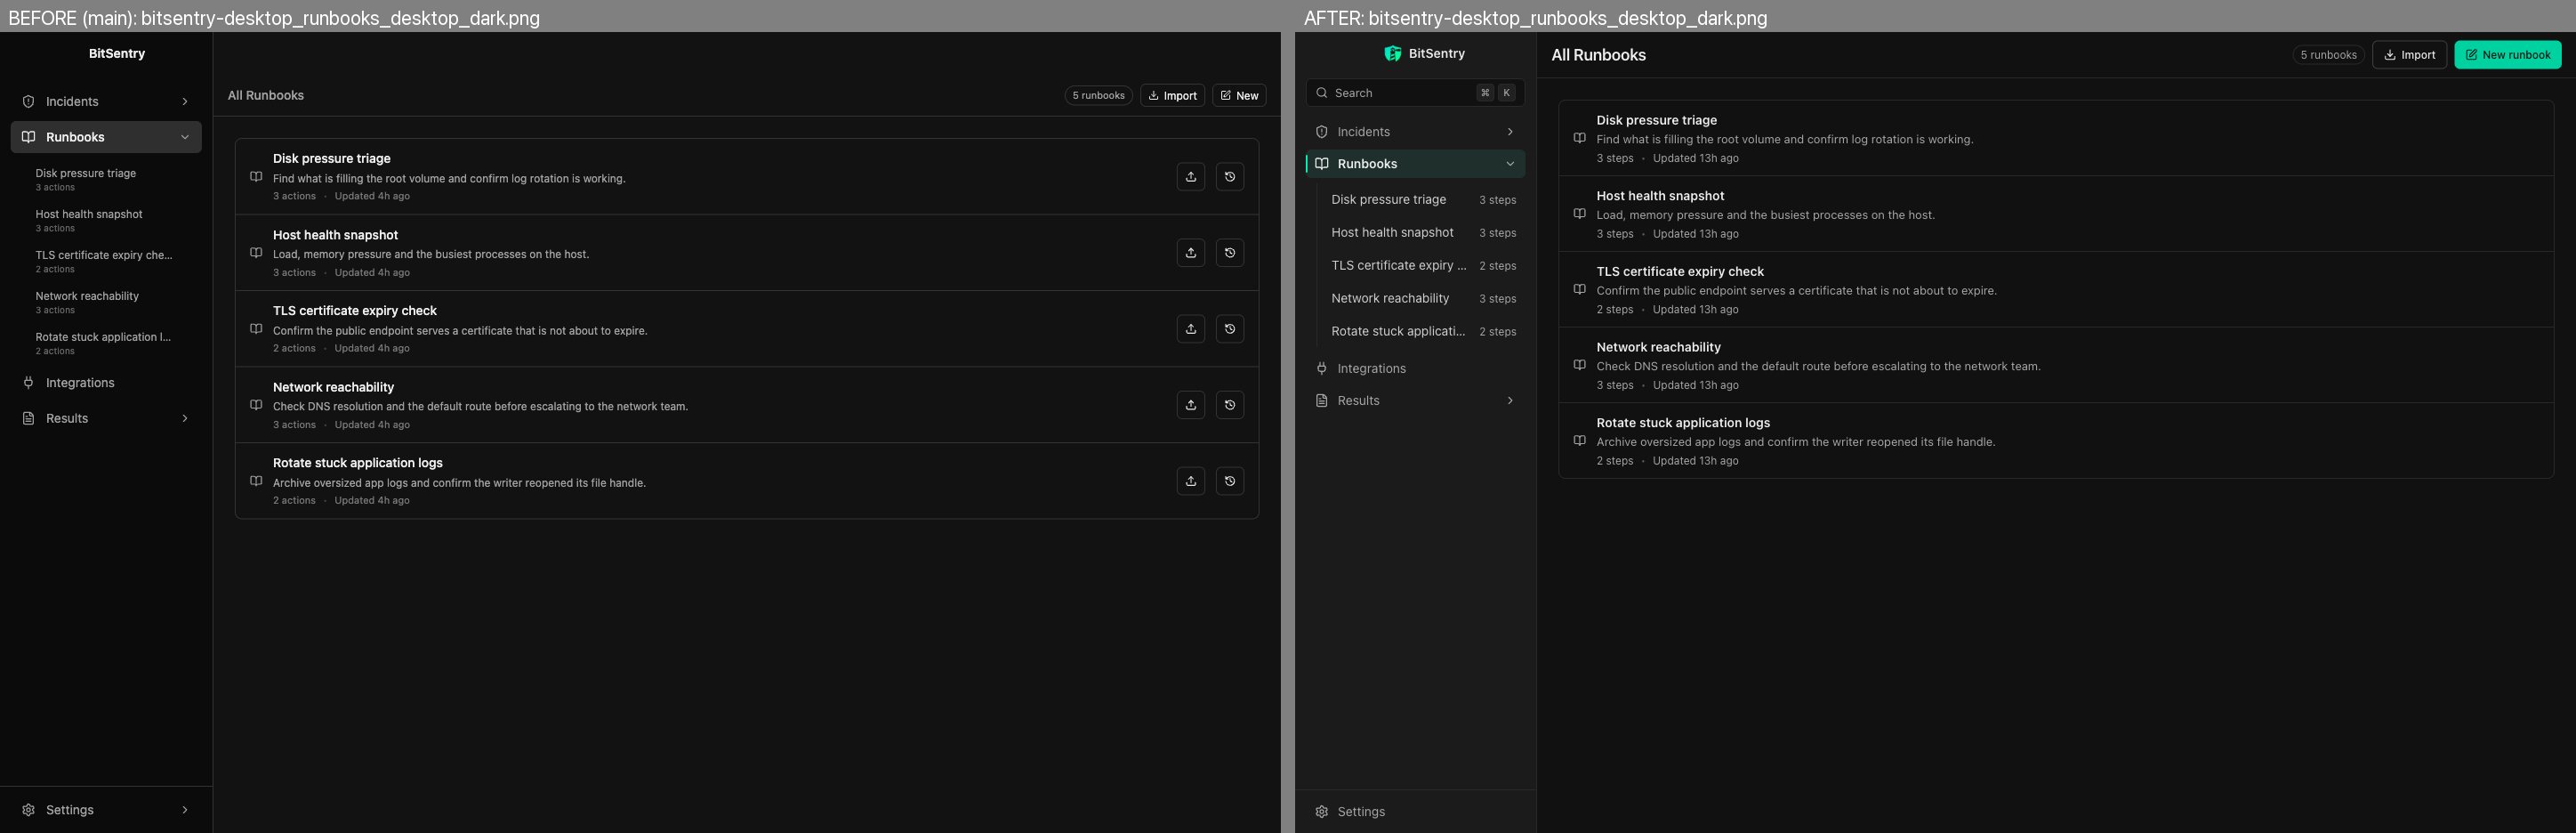 BEFORE (main): bitsentry-desktop_runbooks_desktop_dark.png
BitSentry
Incidents
Runbooks
Disk pressure triage
3 actions
Host health snapshot
3 actions
TLS certificate expiry che...
2 actions
Network reachability
3 actions
Rotate stuck application l...
2 actions
Integrations
Results
Settings
All Runbooks
5 runbooks Import New
Disk pressure triage
Find what is filling the root volume and confirm log rotation is working.
3 actions • Updated 4h ago
Host health snapshot
Load, memory pressure and the busiest processes on the host.
3 actions • Updated 4h ago
TLS certificate expiry check
Confirm the public endpoint serves a certificate that is not about to expire.
2 actions • Updated 4h ago
Network reachability
Check DNS resolution and the default route before escalating to the network team.
3 actions • Updated 4h ago
Rotate stuck application logs
Archive oversized app logs and confirm the writer reopened its file handle.
2 actions • Updated 4h ago
AFTER: bitsentry-desktop_runbooks_desktop_dark.png
BitSentry
Search ⌘ K
Incidents
Runbooks
Disk pressure triage 3 steps
Host health snapshot 3 steps
TLS certificate expiry ... 2 steps
Network reachability 3 steps
Rotate stuck applicati... 2 steps
Integrations
Results
Settings
All Runbooks
5 runbooks Import New runbook
Disk pressure triage
Find what is filling the root volume and confirm log rotation is working.
3 steps • Updated 13h ago
Host health snapshot
Load, memory pressure and the busiest processes on the host.
3 steps • Updated 13h ago
TLS certificate expiry check
Confirm the public endpoint serves a certificate that is not about to expire.
2 steps • Updated 13h ago
Network reachability
Check DNS resolution and the default route before escalating to the network team.
3 steps • Updated 13h ago
Rotate stuck application logs
Archive oversized app logs and confirm the writer reopened its file handle.
2 steps • Updated 13h ago